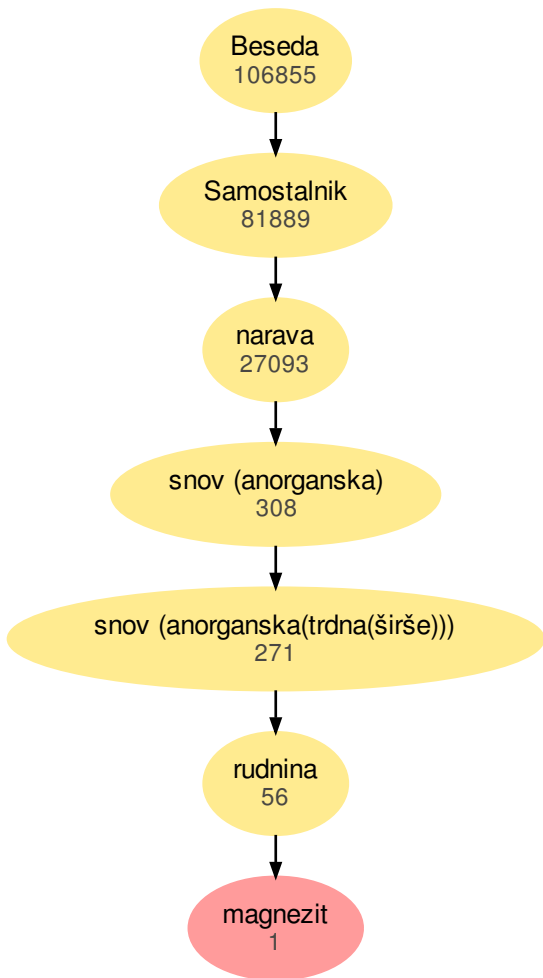 Beseda
106855
Samostalnik
81889
narava
27093
snov (anorganska)
308
snov (anorganska(trdna(širše)))
271
rudnina
56
magnezit
1